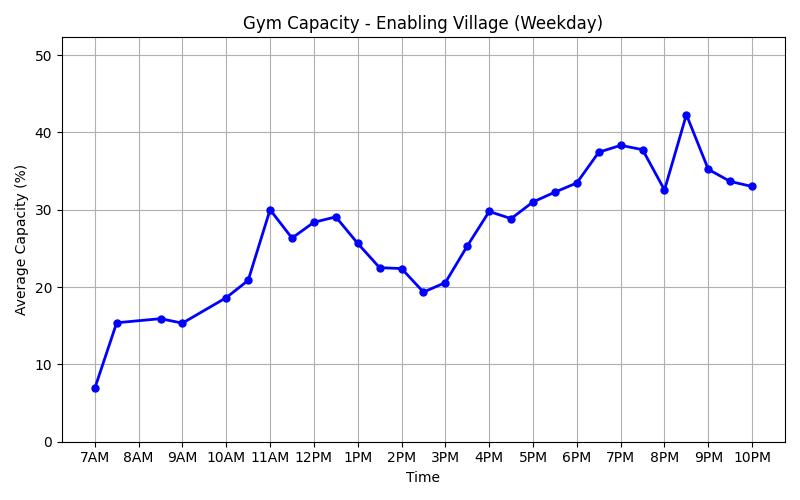 Gym Capacity - Enabling Village (Weekday)
Average Capacity (%)
50
40
30
20
10
0
7AM 8AM 9AM 10AM 11AM 12PM 1PM 2PM 3PM 4PM 5PM 6PM 7PM 8PM 9PM 10PM
Time